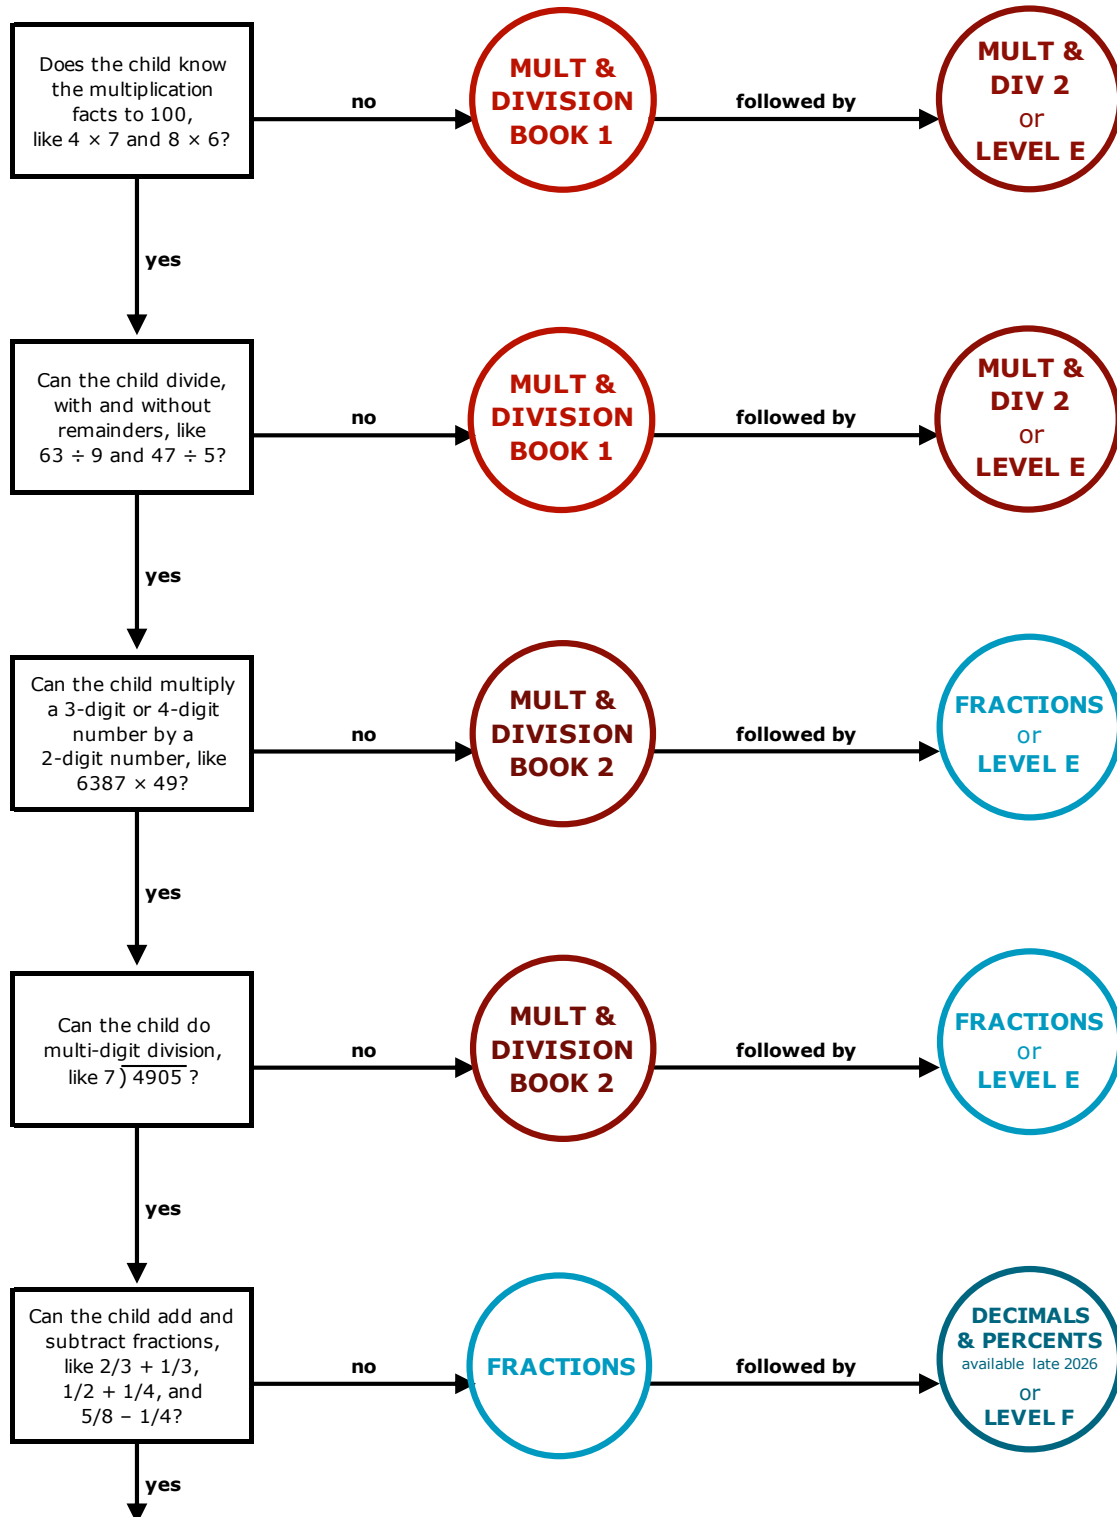 Does the child know
the multiplication
facts to 100,
like 4 × 7 and 8 × 6?
no
MULT &
DIVISION
BOOK 1
followed by
MULT &
DIV 2
or
LEVEL E
yes
Can the child divide,
with and without
remainders, like
63 ÷ 9 and 47 ÷ 5?
no
MULT &
DIVISION
BOOK 1
followed by
MULT &
DIV 2
or
LEVEL E
yes
Can the child multiply
a 3-digit or 4-digit
number by a
2-digit number, like
6387 × 49?
no
MULT &
DIVISION
BOOK 2
followed by
FRACTIONS
or
LEVEL E
yes
Can the child do
multi-digit division,
like 7 ) 4905 ?
no
MULT &
DIVISION
BOOK 2
followed by
FRACTIONS
or
LEVEL E
yes
Can the child add and
subtract fractions,
like 2/3 + 1/3,
1/2 + 1/4, and
5/8 – 1/4?
no
FRACTIONS
followed by
DECIMALS
& PERCENTS
available late 2026
or
LEVEL F
yes